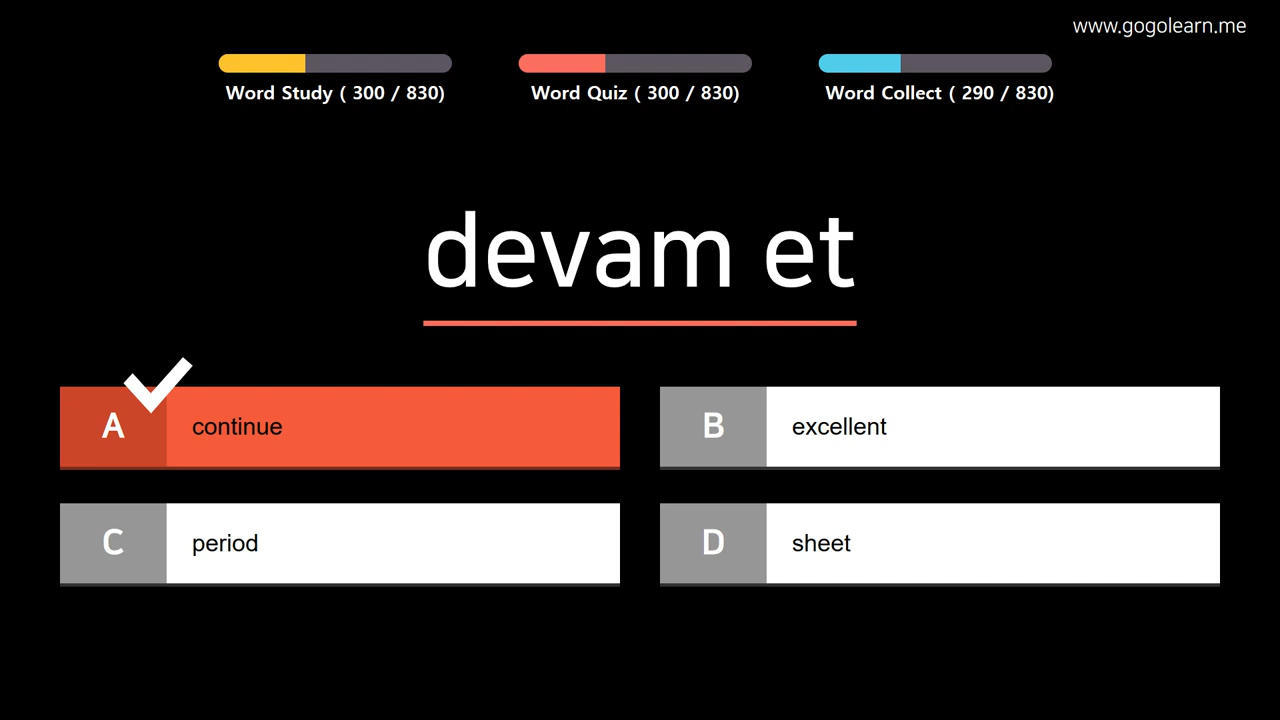 www.gogolearn.me
Word Study ( 300 / 830)
Word Quiz ( 300 / 830)
Word Collect ( 290 / 830)
devam et
A continue
B excellent
C period
D sheet